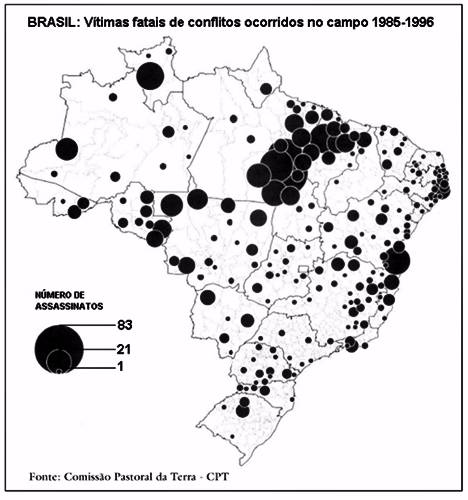 BRASIL: Vítimas fatais de conflitos ocorridos no campo 1985-1996
NÚMERO DE
ASSASSINATOS
83
21
1
Fonte: Comissão Pastoral da Terra - CPT